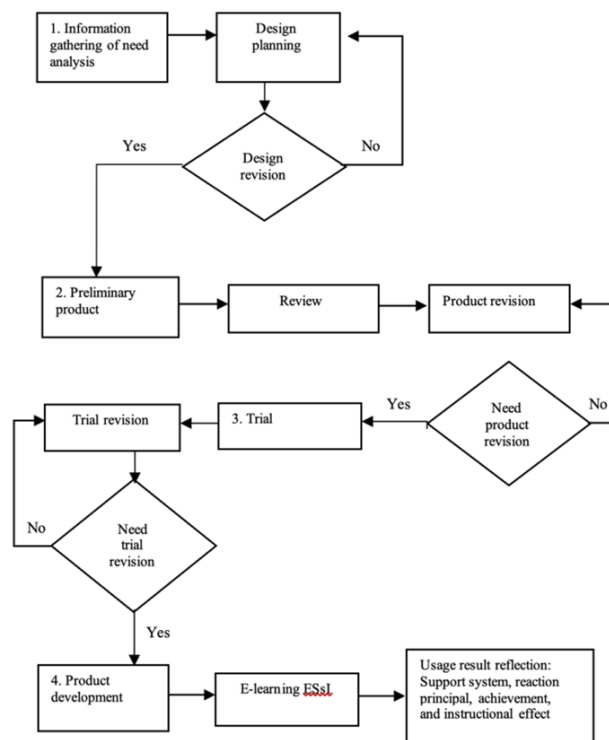 1. Information
gathering of need
analysis
Design
planning
Yes
Design
revision
No
2. Preliminary
product
Review
Product revision
Trial revision
3. Trial
Yes
Need
product
revision
No
No
Need
trial
revision
Yes
4. Product
development
E-learning ESsI
Usage result reflection:
Support system, reaction
principal, achievement,
and instructional effect